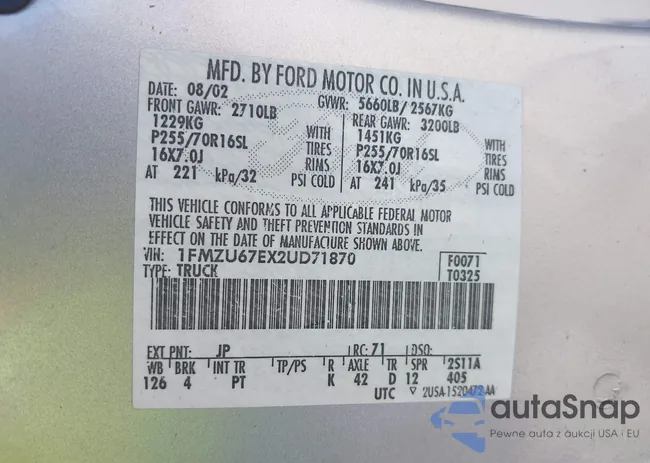 MFD. BY FORD MOTOR CO. IN U.S.A.
DATE: 08/02 GVWR: 5660LB/ 2567KG
FRONT GAWR: 2710LB REAR GAWR: 3200LB
1229KG WITH 1451KG WITH
P255/70R16SL TIRES P255/70R16SL TIRES
16X7.0J RIMS 16X7.0J RIMS
AT 221 kPa/32 PSI COLD AT 241 kPa/35 PSI COLD
THIS VEHICLE CONFORMS TO ALL APPLICABLE FEDERAL MOTOR
VEHICLE SAFETY AND THEFT PREVENTION STANDARDS IN
EFFECT ON THE DATE OF MANUFACTURE SHOWN ABOVE.
VIN: 1FMZU67EX2UD71870 F0071
TYPE: TRUCK T0325
EXT PNT: JP RC: 71 DSO:
WB BRK INT TR TP/PS R AXLE TR SPR 2S11A
126 4 PT K 42 D 12 405
UTC ▽ 2USA-1520472-AA
autaSnap
Pewne auta z aukcji USA i EU